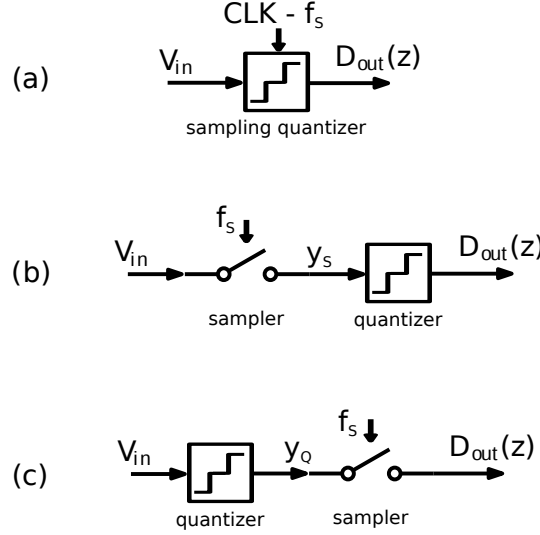 CLK - fS
(a) Vin Dout(z)
sampling quantizer
fS
(b) Vin yS Dout(z)
sampler quantizer
fS
(c) Vin yQ Dout(z)
quantizer sampler